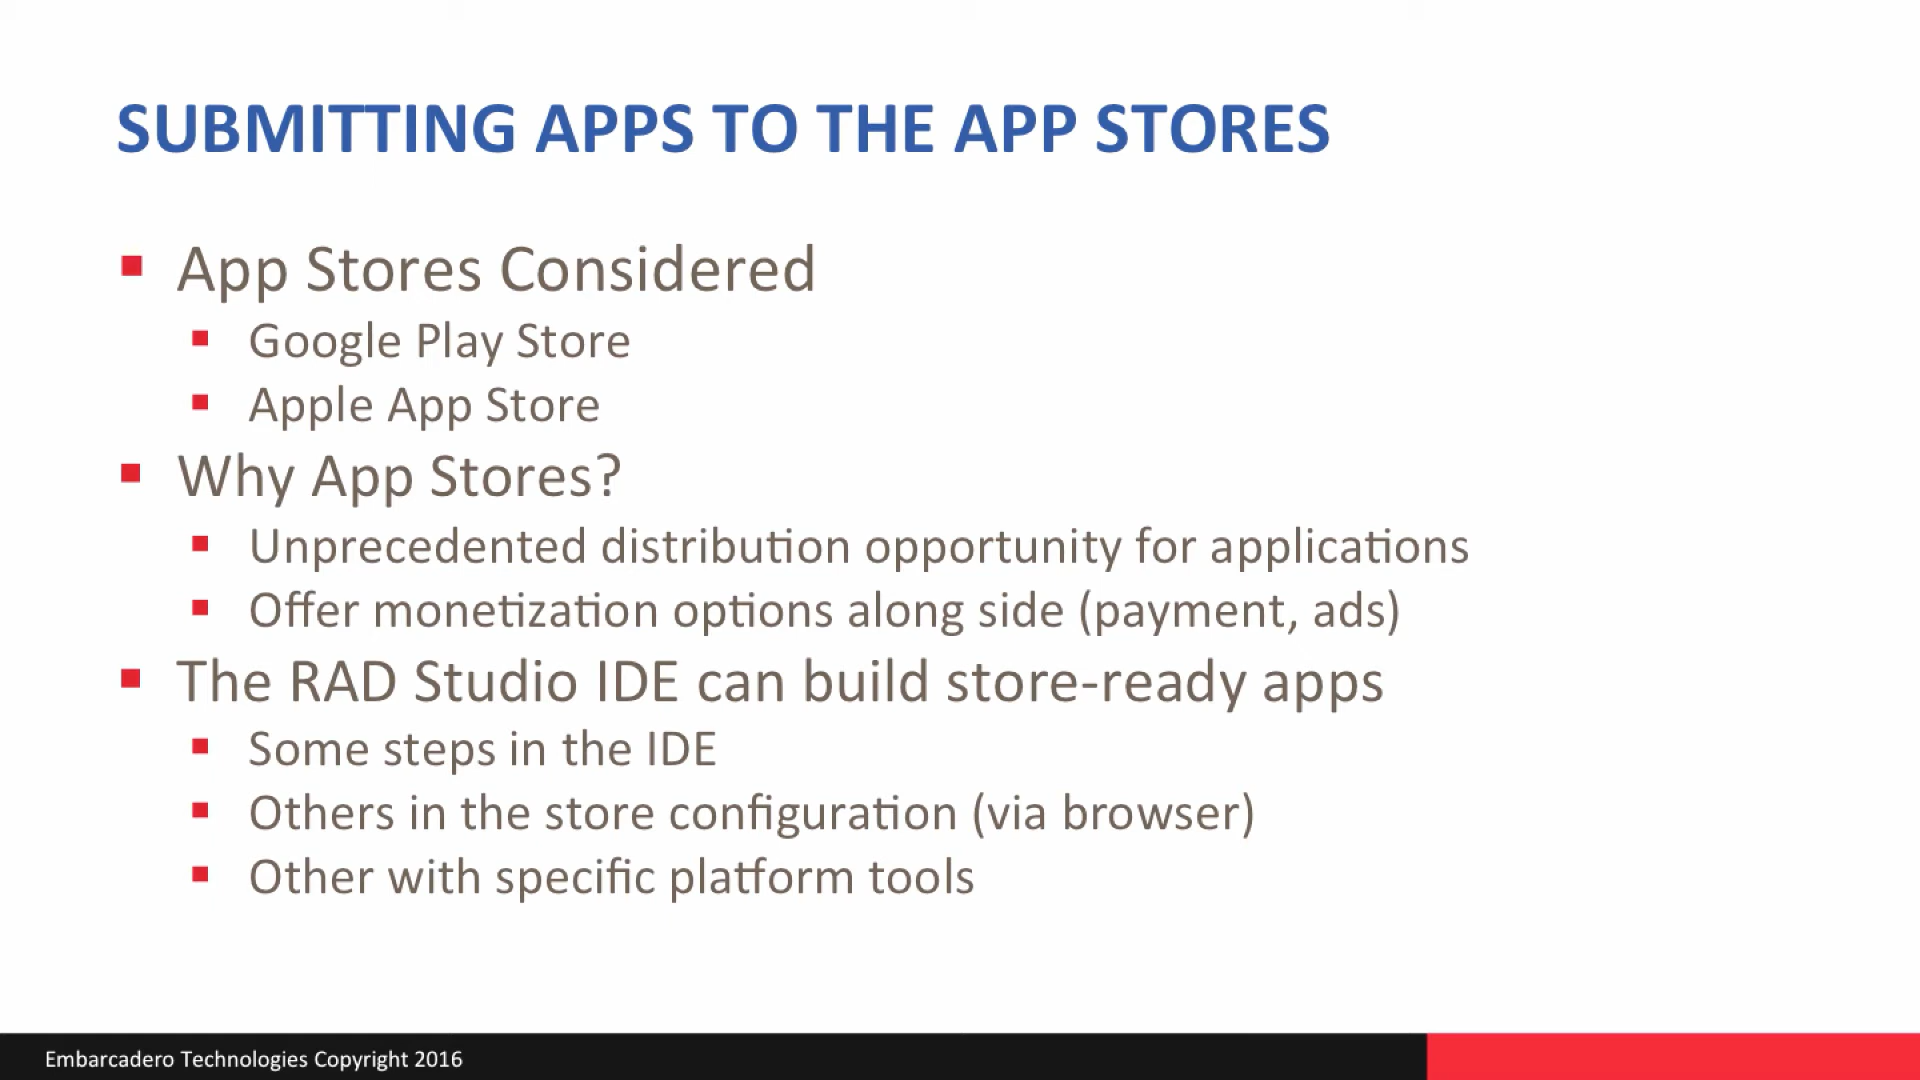 SUBMITTING APPS TO THE APP STORES
App Stores Considered
Google Play Store
Apple App Store
Why App Stores?
Unprecedented distribution opportunity for applications
Offer monetization options along side (payment, ads)
The RAD Studio IDE can build store-ready apps
Some steps in the IDE
Others in the store configuration (via browser)
Other with specific platform tools
Embarcadero Technologies Copyright 2016